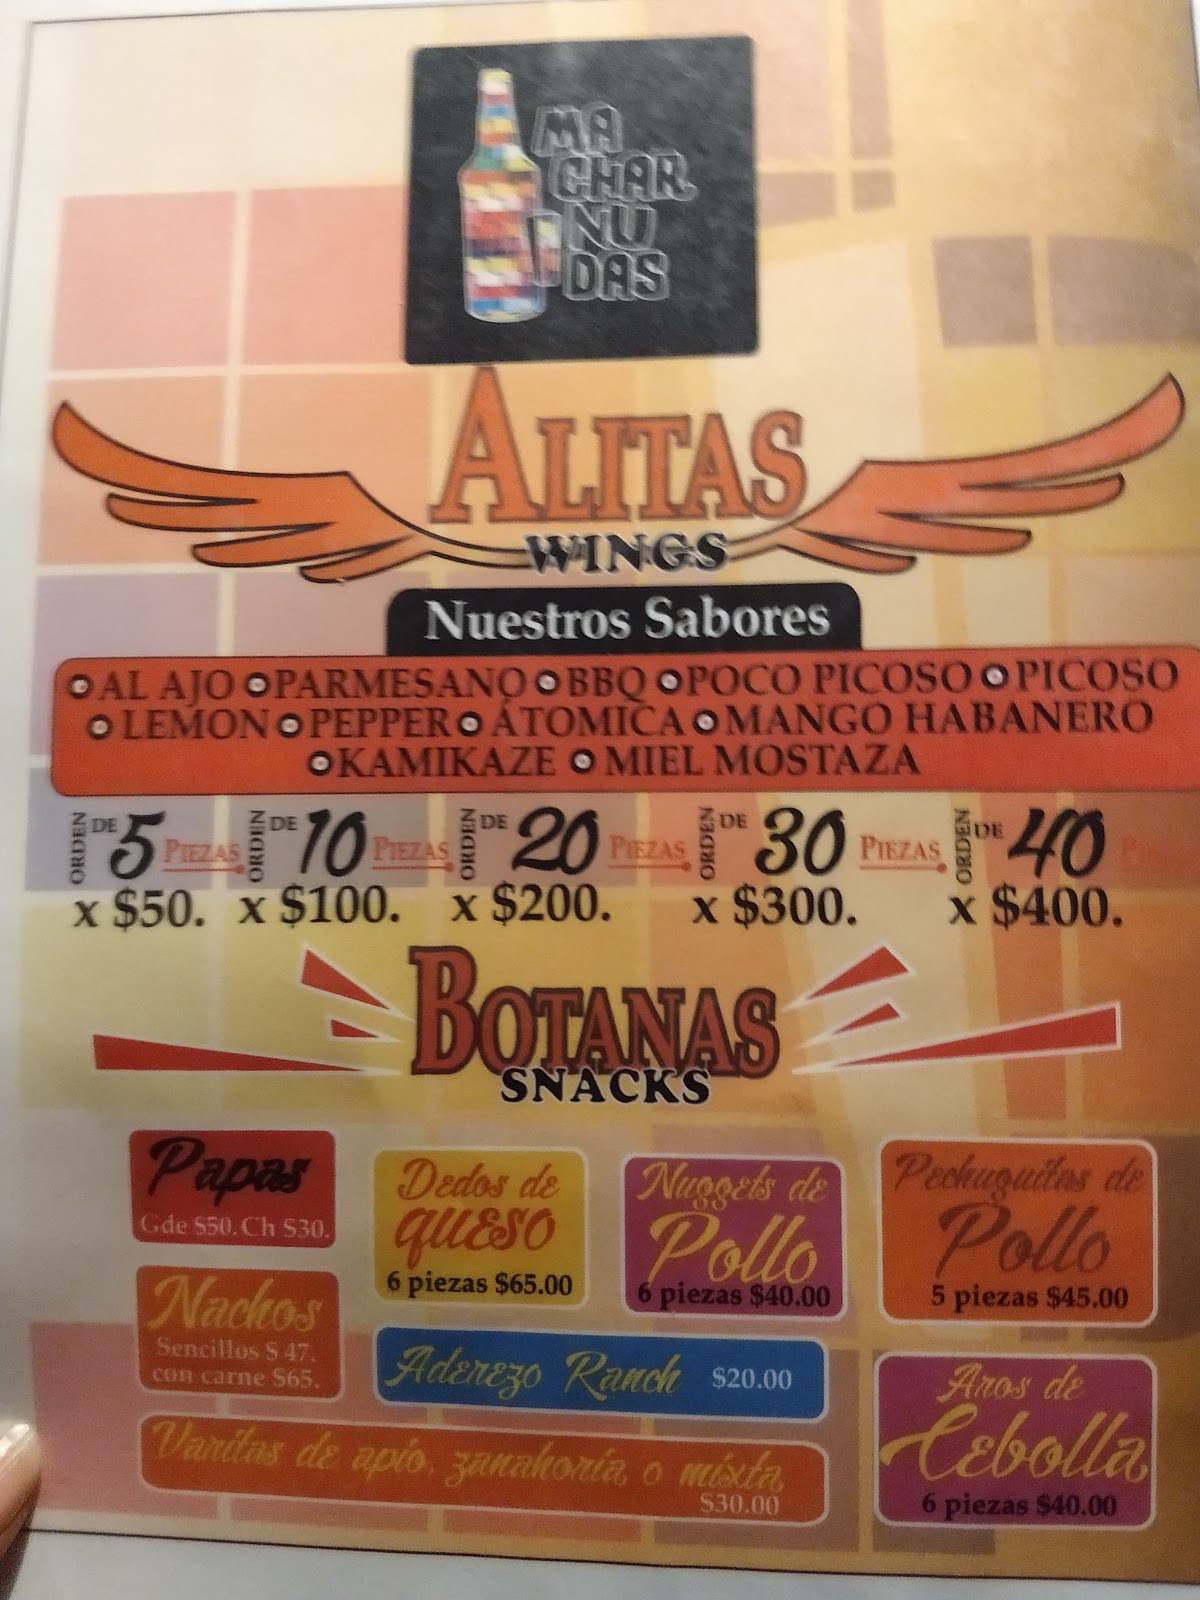 MA
CHAR
NU
DAS
ALITAS
WINGS
Nuestros Sabores
AL AJO PARMESANO BBQ POCO PICOSO PICOSO
LEMON PEPPER ÁTOMICA MANGO HABANERO
KAMIKAZE MIEL MOSTAZA
ORDEN DE 5 PIEZAS
x $50.
ORDEN DE 10 PIEZAS
x $100.
ORDEN DE 20 PIEZAS
x $200.
ORDEN DE 30 PIEZAS
x $300.
ORDEN DE 40
x $400.
BOTANAS
SNACKS
Papas
Gde $50. Ch $30.
Dedos de
queso
6 piezas $65.00
Nuggets de
Pollo
6 piezas $40.00
Pechuguitas de
Pollo
5 piezas $45.00
Nachos
Sencillos $ 47.
con carne $65.
Aderezo Ranch $20.00
Aros de
Cebolla
6 piezas $40.00
Varitas de apio, zanahoria o mixta
$30.00